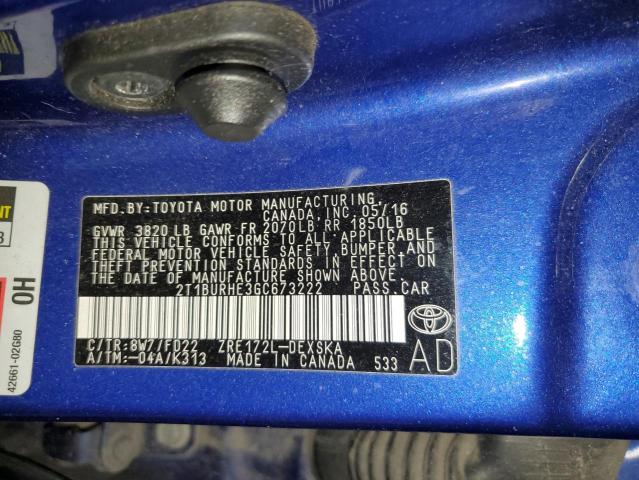 MFD.BY:TOYOTA MOTOR MANUFACTURING,
CANADA, INC. 05/16
GVWR 3820 LB GAWR FR 2070LB RR 1850LB
THIS VEHICLE CONFORMS TO ALL APPLICABLE
FEDERAL MOTOR VEHICLE SAFETY, BUMPER AND
THEFT PREVENTION STANDARDS IN EFFECT ON
THE DATE OF MANUFACTURE SHOWN ABOVE.
2T1BURHE3GC673222 PASS.CAR
C/TR:8W7/FD22 ZRE172L-DEXSKA
A/TM:-04A/K313 MADE IN CANADA 533
AD
OH
42661-02G80